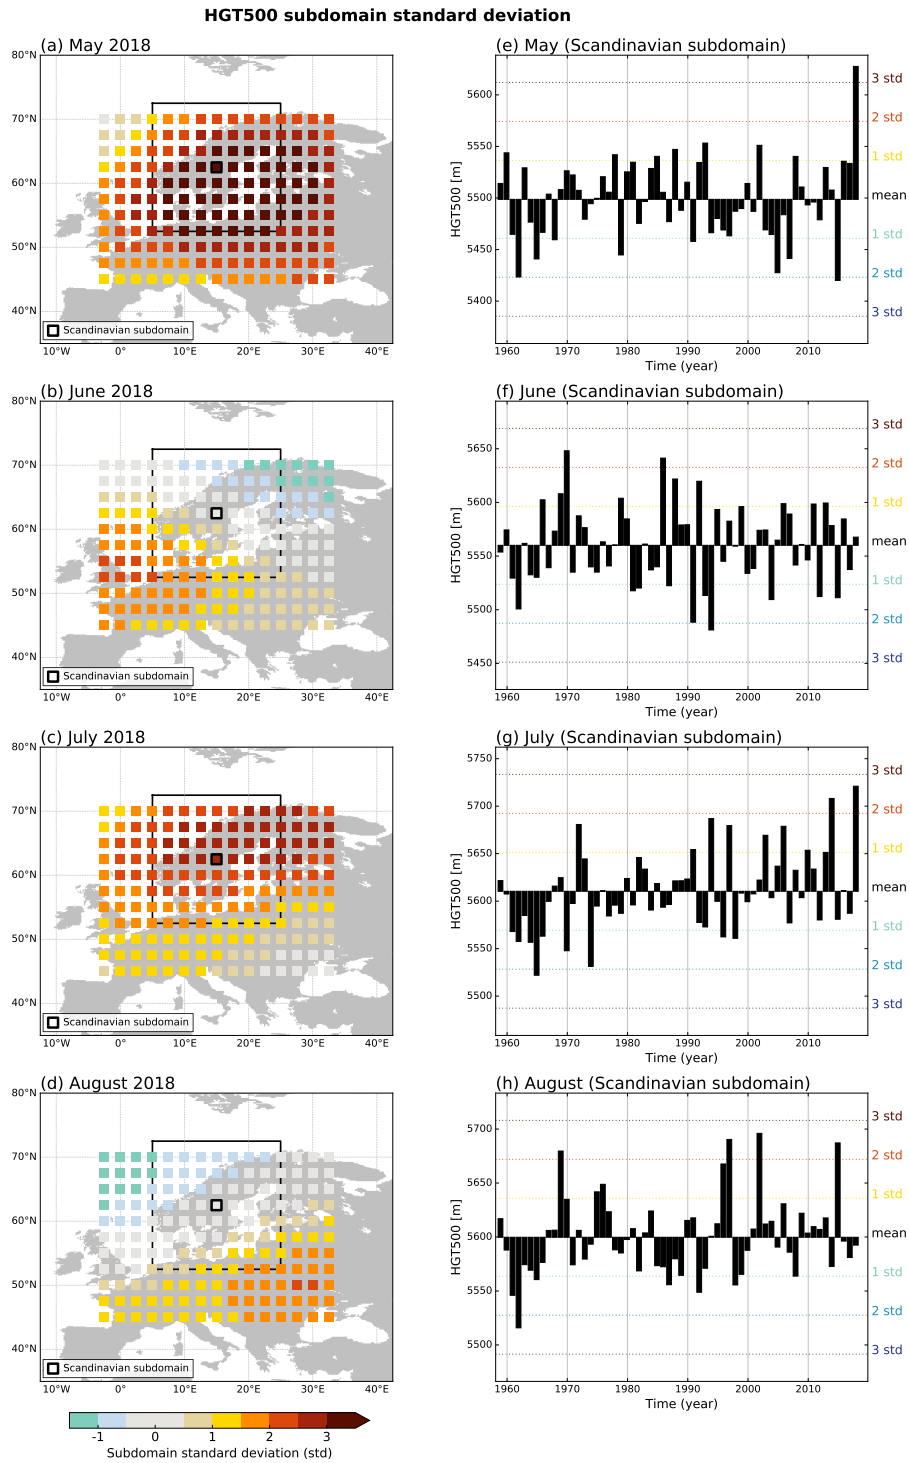 HGT500 subdomain standard deviation
(a) May 2018
80°N
70°N
60°N
50°N
40°N
10°W 0° 10°E 20°E 30°E 40°E
Scandinavian subdomain
(e) May (Scandinavian subdomain)
HGT500 [m]
5600
5550
5500
5450
5400
3 std
2 std
1 std
mean
1 std
2 std
3 std
1960 1970 1980 1990 2000 2010
Time (year)
(b) June 2018
80°N
70°N
60°N
50°N
40°N
10°W 0° 10°E 20°E 30°E 40°E
Scandinavian subdomain
(f) June (Scandinavian subdomain)
HGT500 [m]
5650
5600
5550
5500
5450
3 std
2 std
1 std
mean
1 std
2 std
3 std
1960 1970 1980 1990 2000 2010
Time (year)
(c) July 2018
80°N
70°N
60°N
50°N
40°N
10°W 0° 10°E 20°E 30°E 40°E
Scandinavian subdomain
(g) July (Scandinavian subdomain)
HGT500 [m]
5750
5700
5650
5600
5550
5500
3 std
2 std
1 std
mean
1 std
2 std
3 std
1960 1970 1980 1990 2000 2010
Time (year)
(d) August 2018
80°N
70°N
60°N
50°N
40°N
10°W 0° 10°E 20°E 30°E 40°E
Scandinavian subdomain
(h) August (Scandinavian subdomain)
HGT500 [m]
5700
5650
5600
5550
5500
3 std
2 std
1 std
mean
1 std
2 std
3 std
1960 1970 1980 1990 2000 2010
Time (year)
-1 0 1 2 3
Subdomain standard deviation (std)